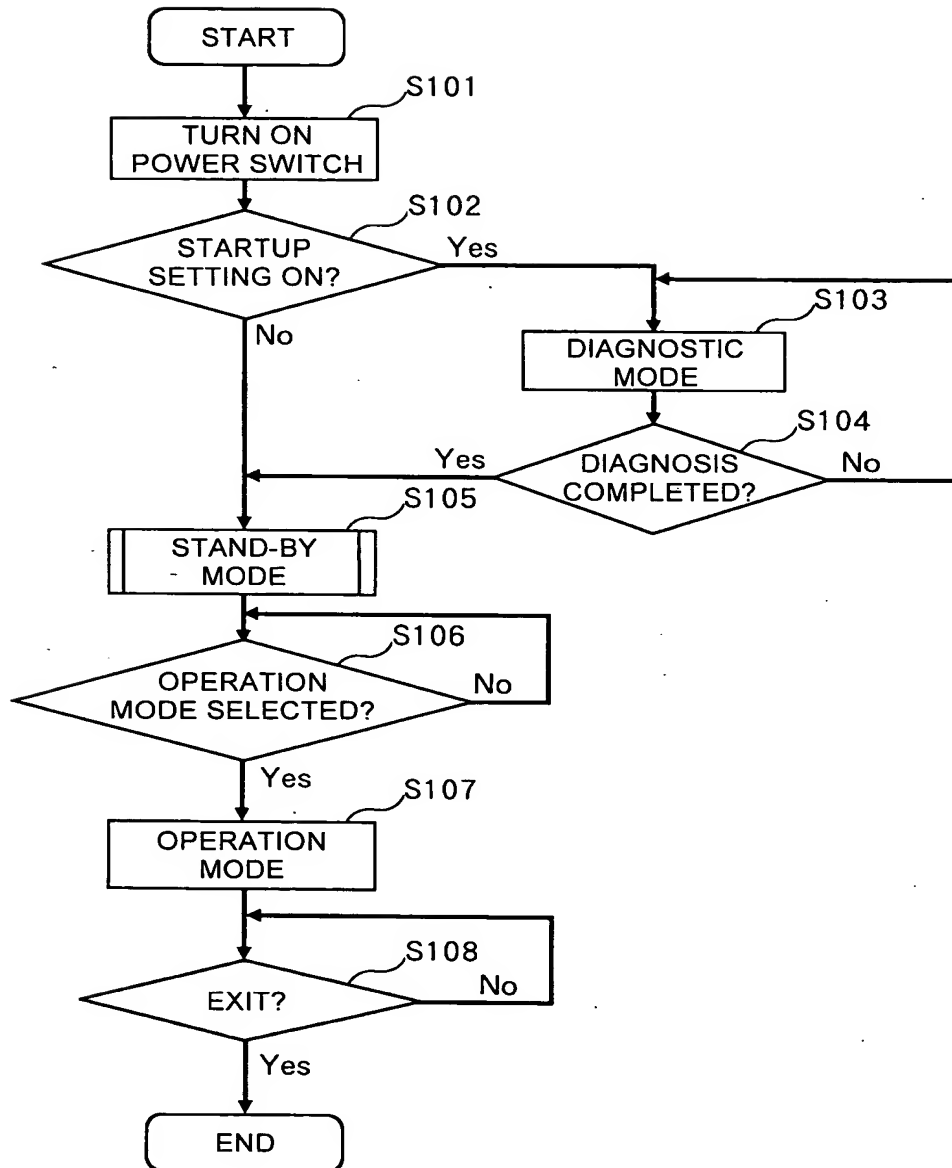 START
S101
TURN ON
POWER SWITCH
S102
STARTUP
SETTING ON?
Yes
No
S103
DIAGNOSTIC
MODE
S104
DIAGNOSIS
COMPLETED?
Yes
No
S105
STAND-BY
MODE
S106
OPERATION
MODE SELECTED?
No
Yes
S107
OPERATION
MODE
S108
EXIT?
No
Yes
END